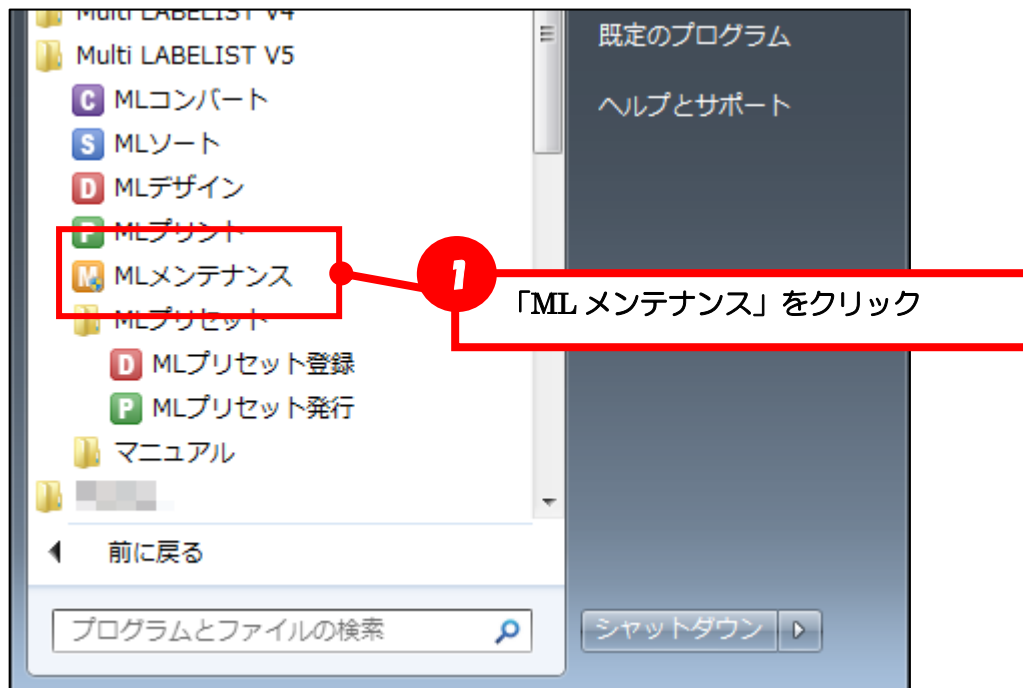 Multi LABELIST V4
Multi LABELIST V5
C MLコンバート
S MLソート
D MLデザイン
P MLプリント
M MLメンテナンス
MLプリセット
D MLプリセット登録
P MLプリセット発行
マニュアル
前に戻る
プログラムとファイルの検索
既定のプログラム
ヘルプとサポート
シャットダウン
1
「ML メンテナンス」をクリック